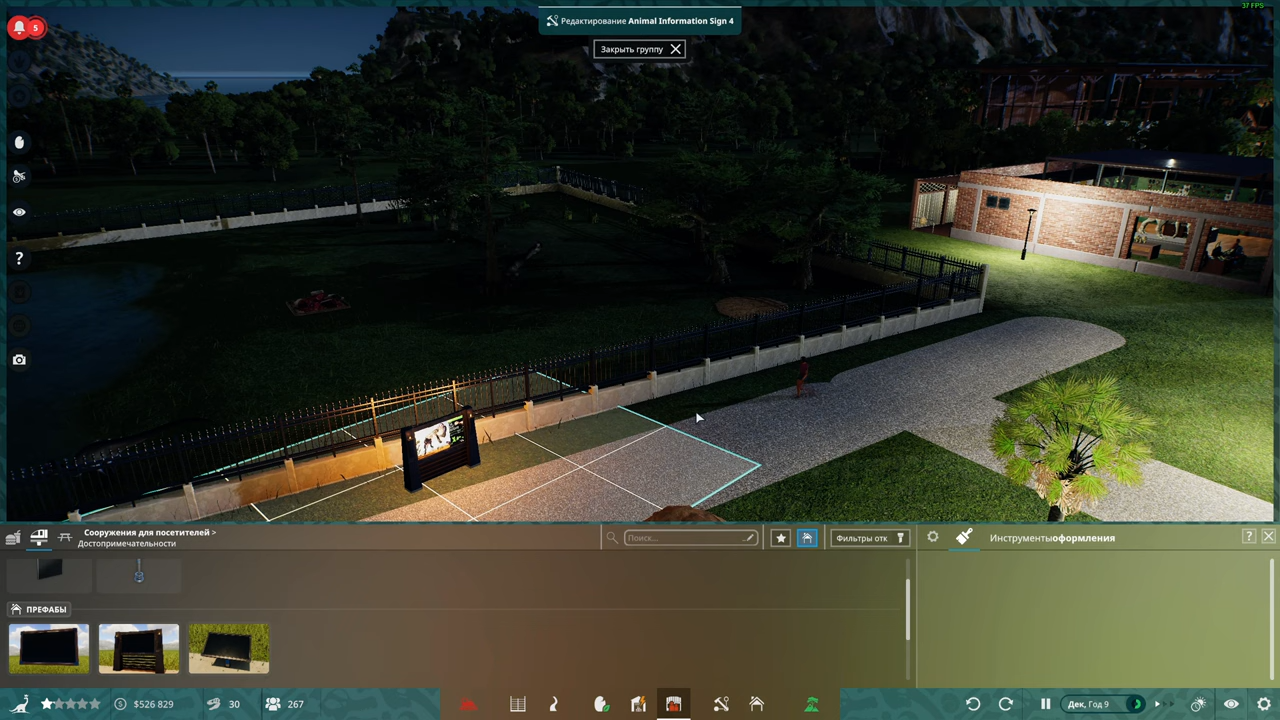 37 FPS
5
Редактирование Animal Information Sign 4
Закрыть группу
?
Сооружения для посетителей >
Достопримечательности
Поиск...
Фильтры отк
Инструментыоформления
?
ПРЕФАБЫ
$526 829
30
267
Дек, Год 9